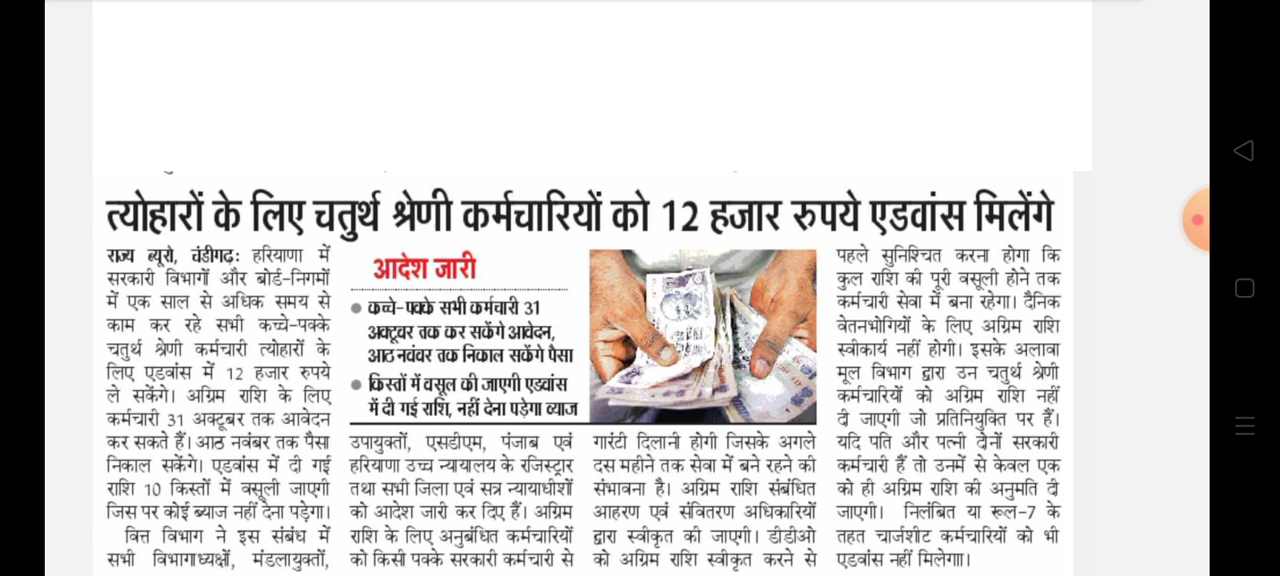 त्योहारों के लिए चतुर्थ श्रेणी कर्मचारियों को 12 हजार रुपये एडवांस मिलेंगे
राज्य ब्यूरो, चंडीगढ़: हरियाणा में
सरकारी विभागों और बोर्ड-निगमों
में एक साल से अधिक समय से
काम कर रहे सभी कच्चे-पक्के
चतुर्थ श्रेणी कर्मचारी त्योहारों के
लिए एडवांस में 12 हजार रुपये
ले सकेंगे। अग्रिम राशि के लिए
कर्मचारी 31 अक्टूबर तक आवेदन
कर सकते हैं। आठ नवंबर तक पैसा
निकाल सकेंगे। एडवांस में दी गई
राशि 10 किस्तों में वसूली जाएगी
जिस पर कोई ब्याज नहीं देना पड़ेगा।
वित्त विभाग ने इस संबंध में
सभी विभागाध्यक्षों, मंडलायुक्तों,
आदेश जारी
● कच्चे-पक्के सभी कर्मचारी 31
अक्टूबर तक कर सकेंगे आवेदन,
आठ नवंबर तक निकाल सकेंगे पैसा
● किस्तों में वसूल की जाएगी एडवांस
में दी गई राशि, नहीं देना पड़ेगा ब्याज
उपायुक्तों, एसडीएम, पंजाब एवं
हरियाणा उच्च न्यायालय के रजिस्ट्रार
तथा सभी जिला एवं सत्र न्यायाधीशों
को आदेश जारी कर दिए हैं। अग्रिम
राशि के लिए अनुबंधित कर्मचारियों
को किसी पक्के सरकारी कर्मचारी से
गारंटी दिलानी होगी जिसके अगले
दस महीने तक सेवा में बने रहने की
संभावना है। अग्रिम राशि संबंधित
आहरण एवं संवितरण अधिकारियों
द्वारा स्वीकृत की जाएगी। डीडीओ
को अग्रिम राशि स्वीकृत करने से
पहले सुनिश्चित करना होगा कि
कुल राशि की पूरी वसूली होने तक
कर्मचारी सेवा में बना रहेगा। दैनिक
वेतनभोगियों के लिए अग्रिम राशि
स्वीकार्य नहीं होगी। इसके अलावा
मूल विभाग द्वारा उन चतुर्थ श्रेणी
कर्मचारियों को अग्रिम राशि नहीं
दी जाएगी जो प्रतिनियुक्ति पर हैं।
यदि पति और पत्नी दोनों सरकारी
कर्मचारी हैं तो उनमें से केवल एक
को ही अग्रिम राशि की अनुमति दी
जाएगी। निलंबित या रूल-7 के
तहत चार्जशीट कर्मचारियों को भी
एडवांस नहीं मिलेगाा।